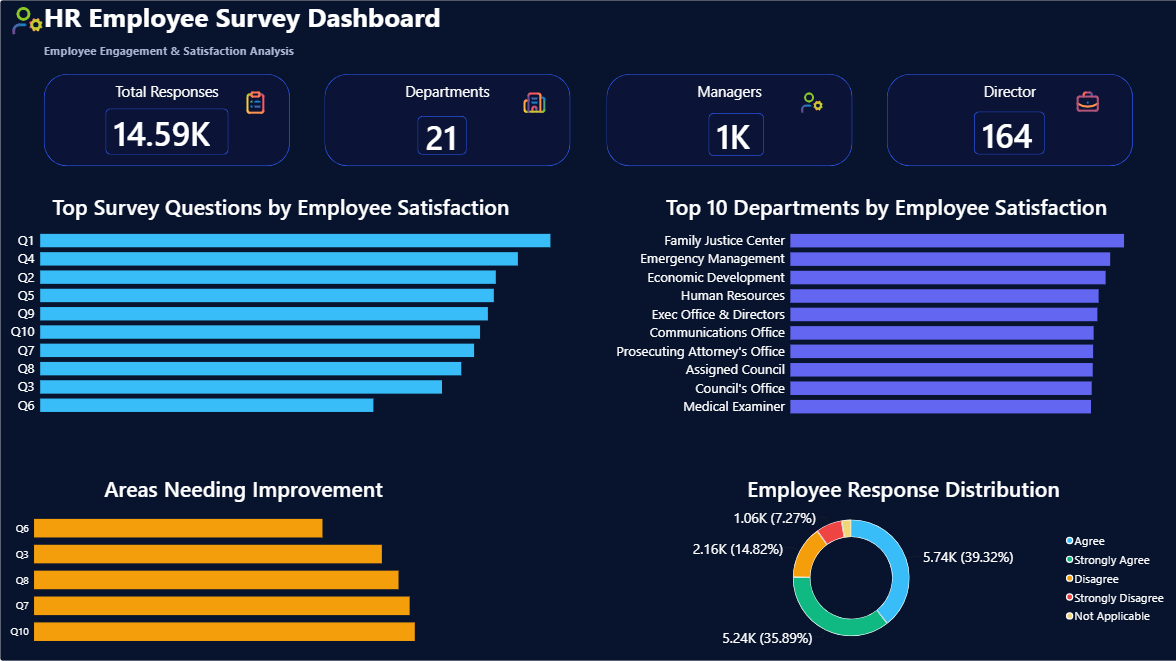 HR Employee Survey Dashboard
Employee Engagement & Satisfaction Analysis
Total Responses
14.59K
Departments
21
Managers
1K
Director
164
Top Survey Questions by Employee Satisfaction
Q1
Q4
Q2
Q5
Q9
Q10
Q7
Q8
Q3
Q6
Top 10 Departments by Employee Satisfaction
Family Justice Center
Emergency Management
Economic Development
Human Resources
Exec Office & Directors
Communications Office
Prosecuting Attorney's Office
Assigned Council
Council's Office
Medical Examiner
Areas Needing Improvement
Q6
Q3
Q8
Q7
Q10
Employee Response Distribution
1.06K (7.27%)
2.16K (14.82%)
5.74K (39.32%)
5.24K (35.89%)
Agree
Strongly Agree
Disagree
Strongly Disagree
Not Applicable